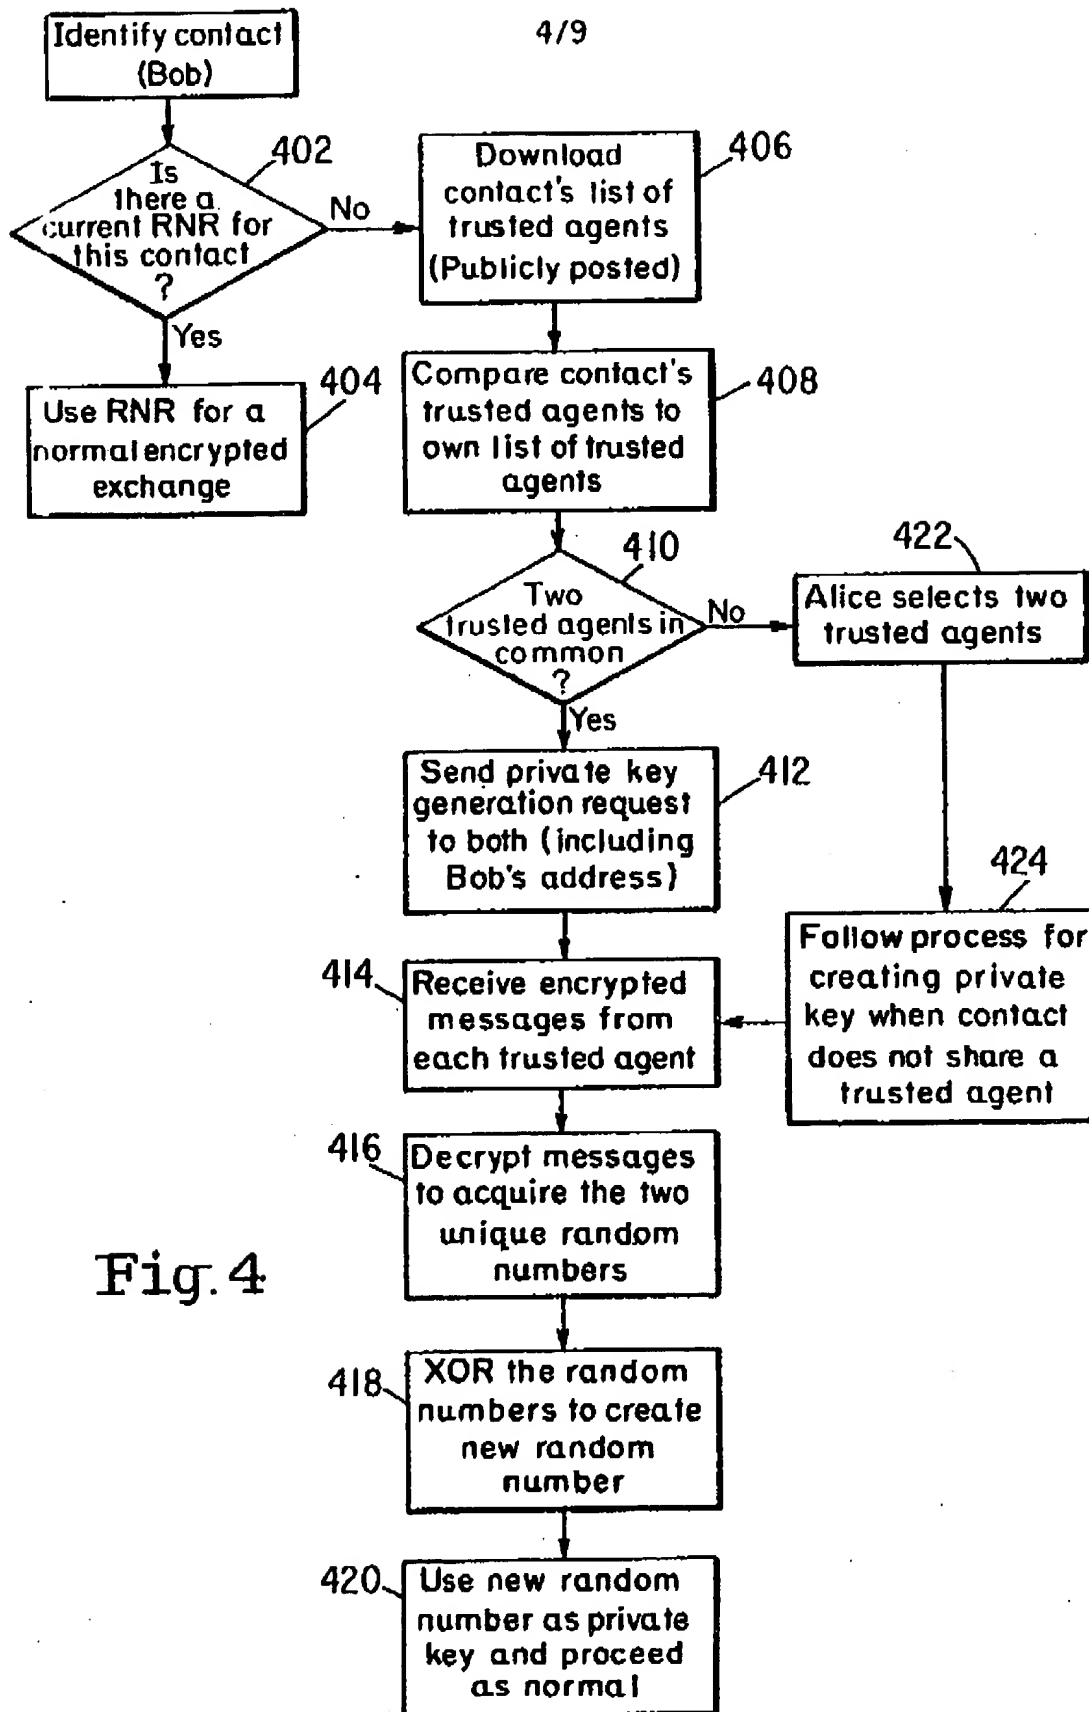 4/9
Identify contact
(Bob)
402
Is
there a
current RNR for
this contact
?
No
Yes
404
Use RNR for a
normal encrypted
exchange
406
Download
contact's list of
trusted agents
(Publicly posted)
Compare contact's
trusted agents to
own list of trusted
agents
408
410
Two
trusted agents in
common
?
No
Yes
422
Alice selects two
trusted agents
Send private key
generation request
to both (including
Bob's address)
412
424
Follow process for
creating private
key when contact
does not share a
trusted agent
414
Receive encrypted
messages from
each trusted agent
416
Decrypt messages
to acquire the two
unique random
numbers
418
XOR the random
numbers to create
new random
number
420
Use new random
number as private
key and proceed
as normal
Fig. 4